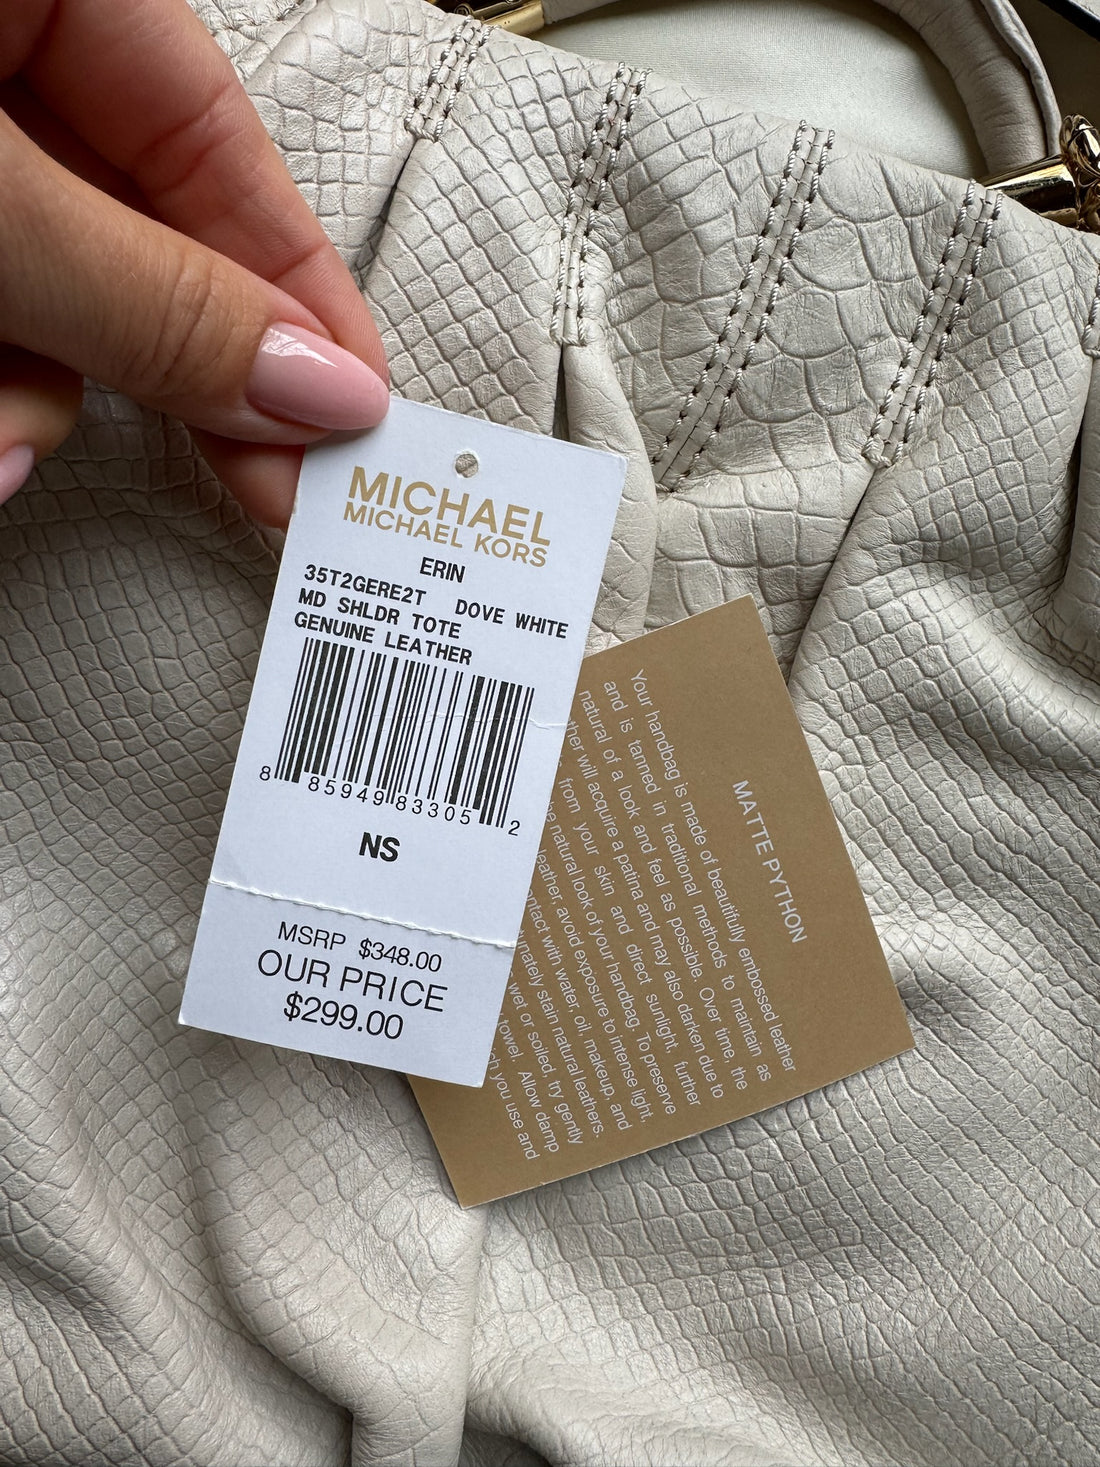 MICHAEL
MICHAEL KORS
ERIN
35T2GERE2T DOVE WHITE
MD SHLDR TOTE
GENUINE LEATHER
8 85949 83305 2
NS
MSRP $348.00
OUR PRICE
$299.00
MATTE PYTHON
Your handbag is made of beautifully embossed leather
and is tanned in traditional methods to maintain as
natural of a look and feel as possible. Over time, the
will acquire a patina and may also darken due to
from your skin and direct sunlight, further
natural look of your handbag. To preserve
leather, avoid exposure to intense light,
with water, oil, makeup, and
stain natural leathers.
wet or soiled, try gently
towel. Allow damp
you use and